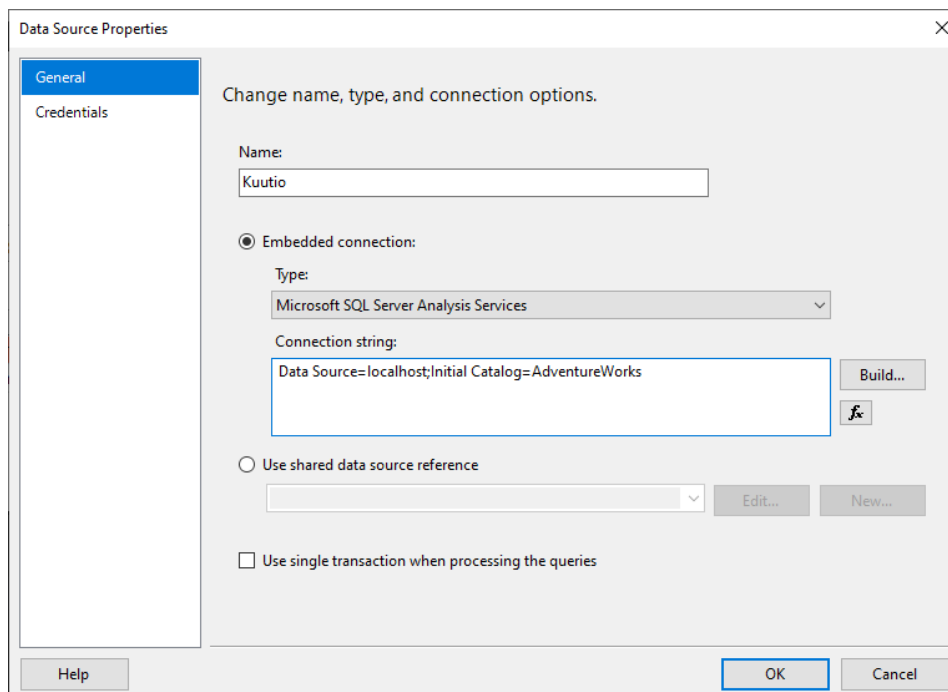 Data Source Properties
General
Credentials
Change name, type, and connection options.
Name:
Kuutio
Embedded connection:
Type:
Microsoft SQL Server Analysis Services
Connection string:
Data Source=localhost;Initial Catalog=AdventureWorks
Build...
fx
Use shared data source reference
Edit...
New...
Use single transaction when processing the queries
Help
OK
Cancel